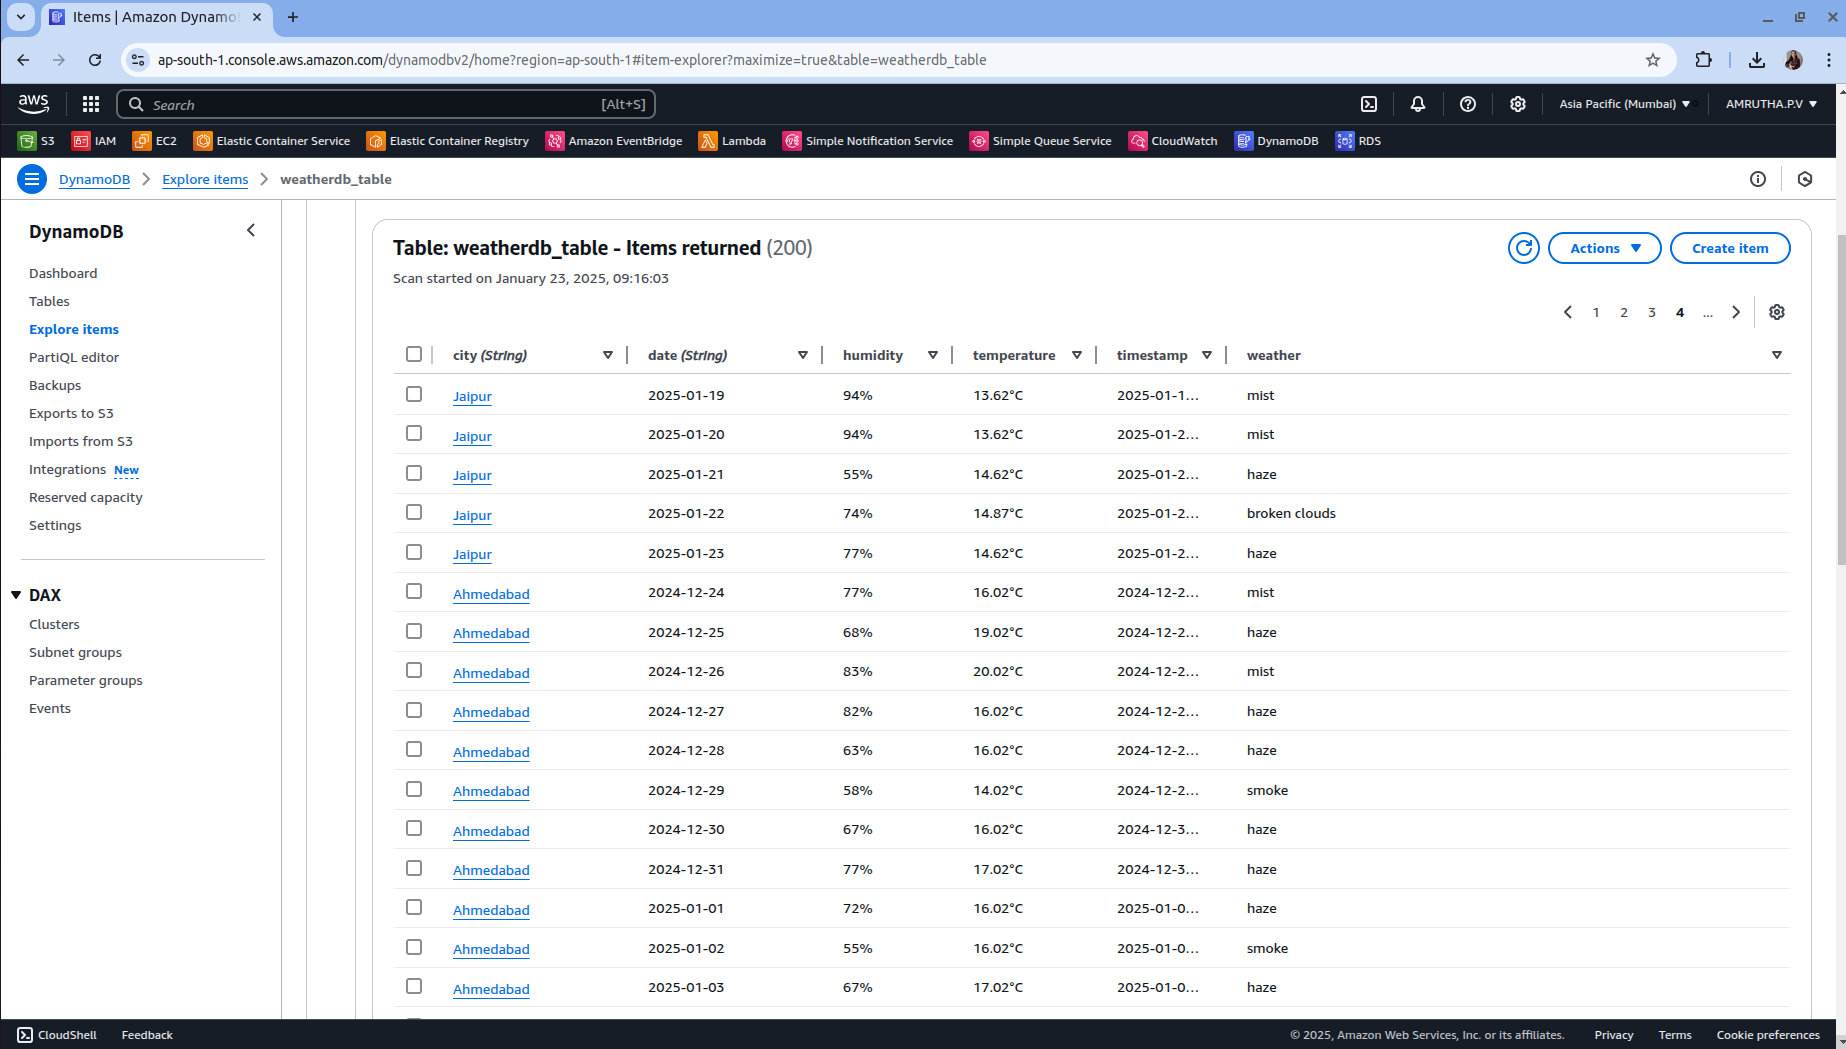 Items | Amazon Dynamo
ap-south-1.console.aws.amazon.com/dynamodbv2/home?region=ap-south-1#item-explorer?maximize=true&table=weatherdb_table
aws Search [Alt+S] Asia Pacific (Mumbai) AMRUTHA.P.V
S3 IAM EC2 Elastic Container Service Elastic Container Registry Amazon EventBridge Lambda Simple Notification Service Simple Queue Service CloudWatch DynamoDB RDS
DynamoDB Explore items weatherdb_table
DynamoDB
Dashboard
Tables
Explore items
PartiQL editor
Backups
Exports to S3
Imports from S3
Integrations New
Reserved capacity
Settings
DAX
Clusters
Subnet groups
Parameter groups
Events
Table: weatherdb_table - Items returned (200)
Actions Create item
Scan started on January 23, 2025, 09:16:03
1 2 3 4 ...
city (String) date (String) humidity temperature timestamp weather
Jaipur 2025-01-19 94% 13.62°C 2025-01-1... mist
Jaipur 2025-01-20 94% 13.62°C 2025-01-2... mist
Jaipur 2025-01-21 55% 14.62°C 2025-01-2... haze
Jaipur 2025-01-22 74% 14.87°C 2025-01-2... broken clouds
Jaipur 2025-01-23 77% 14.62°C 2025-01-2... haze
Ahmedabad 2024-12-24 77% 16.02°C 2024-12-2... mist
Ahmedabad 2024-12-25 68% 19.02°C 2024-12-2... haze
Ahmedabad 2024-12-26 83% 20.02°C 2024-12-2... mist
Ahmedabad 2024-12-27 82% 16.02°C 2024-12-2... haze
Ahmedabad 2024-12-28 63% 16.02°C 2024-12-2... haze
Ahmedabad 2024-12-29 58% 14.02°C 2024-12-2... smoke
Ahmedabad 2024-12-30 67% 16.02°C 2024-12-3... haze
Ahmedabad 2024-12-31 77% 17.02°C 2024-12-3... haze
Ahmedabad 2025-01-01 72% 16.02°C 2025-01-0... haze
Ahmedabad 2025-01-02 55% 16.02°C 2025-01-0... smoke
Ahmedabad 2025-01-03 67% 17.02°C 2025-01-0... haze
CloudShell Feedback © 2025, Amazon Web Services, Inc. or its affiliates. Privacy Terms Cookie preferences